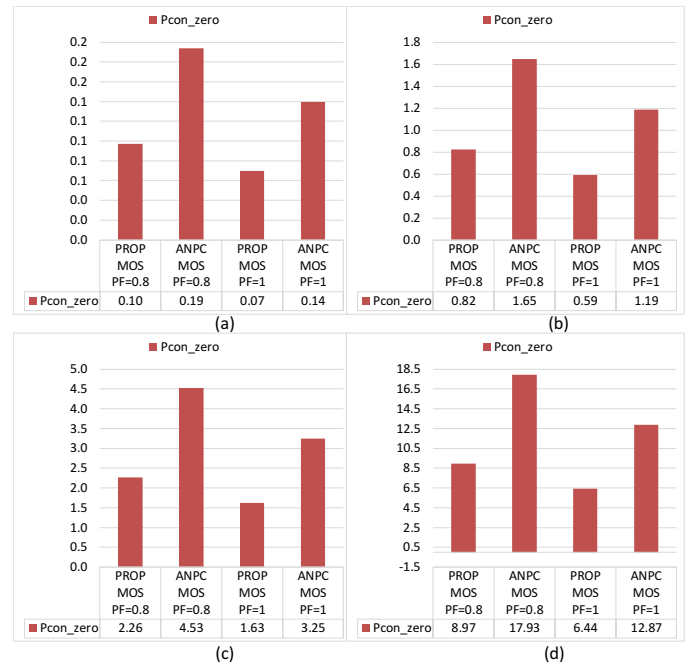 Pcon_zero
0.2
0.2
0.2
0.1
0.1
0.1
0.1
0.1
0.0
0.0
0.0
PROP MOS PF=0.8
ANPC MOS PF=0.8
PROP MOS PF=1
ANPC MOS PF=1
Pcon_zero 0.10 0.19 0.07 0.14
(a)
Pcon_zero
1.8
1.6
1.4
1.2
1.0
0.8
0.6
0.4
0.2
0.0
PROP MOS PF=0.8
ANPC MOS PF=0.8
PROP MOS PF=1
ANPC MOS PF=1
Pcon_zero 0.82 1.65 0.59 1.19
(b)
Pcon_zero
5.0
4.5
4.0
3.5
3.0
2.5
2.0
1.5
1.0
0.5
0.0
PROP MOS PF=0.8
ANPC MOS PF=0.8
PROP MOS PF=1
ANPC MOS PF=1
Pcon_zero 2.26 4.53 1.63 3.25
(c)
Pcon_zero
18.5
16.5
14.5
12.5
10.5
8.5
6.5
4.5
2.5
0.5
-1.5
PROP MOS PF=0.8
ANPC MOS PF=0.8
PROP MOS PF=1
ANPC MOS PF=1
Pcon_zero 8.97 17.93 6.44 12.87
(d)